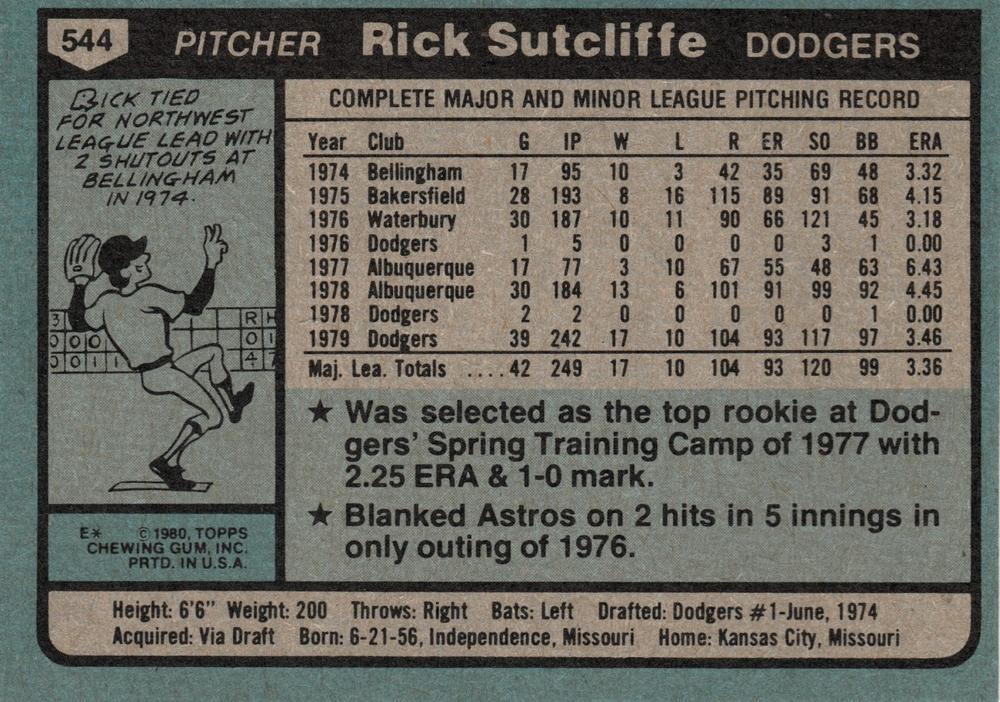 544 PITCHER Rick Sutcliffe DODGERS
RICK TIED
FOR NORTHWEST
LEAGUE LEAD WITH
2 SHUTOUTS AT
BELLINGHAM
IN 1974.
R H
0 0 0 0 1
0 0 1 1 4 7
COMPLETE MAJOR AND MINOR LEAGUE PITCHING RECORD
Year Club G IP W L R ER SO BB ERA
1974 Bellingham 17 95 10 3 42 35 69 48 3.32
1975 Bakersfield 28 193 8 16 115 89 91 68 4.15
1976 Waterbury 30 187 10 11 90 66 121 45 3.18
1976 Dodgers 1 5 0 0 0 0 3 1 0.00
1977 Albuquerque 17 77 3 10 67 55 48 63 6.43
1978 Albuquerque 30 184 13 6 101 91 99 92 4.45
1978 Dodgers 2 2 0 0 0 0 0 1 0.00
1979 Dodgers 39 242 17 10 104 93 117 97 3.46
Maj. Lea. Totals ....42 249 17 10 104 93 120 99 3.36
★ Was selected as the top rookie at Dod-
gers' Spring Training Camp of 1977 with
2.25 ERA & 1-0 mark.
★ Blanked Astros on 2 hits in 5 innings in
only outing of 1976.
E* ©1980, TOPPS
CHEWING GUM, INC.
PRTD. IN U.S.A.
Height: 6'6" Weight: 200 Throws: Right Bats: Left Drafted: Dodgers #1-June, 1974
Acquired: Via Draft Born: 6-21-56, Independence, Missouri Home: Kansas City, Missouri